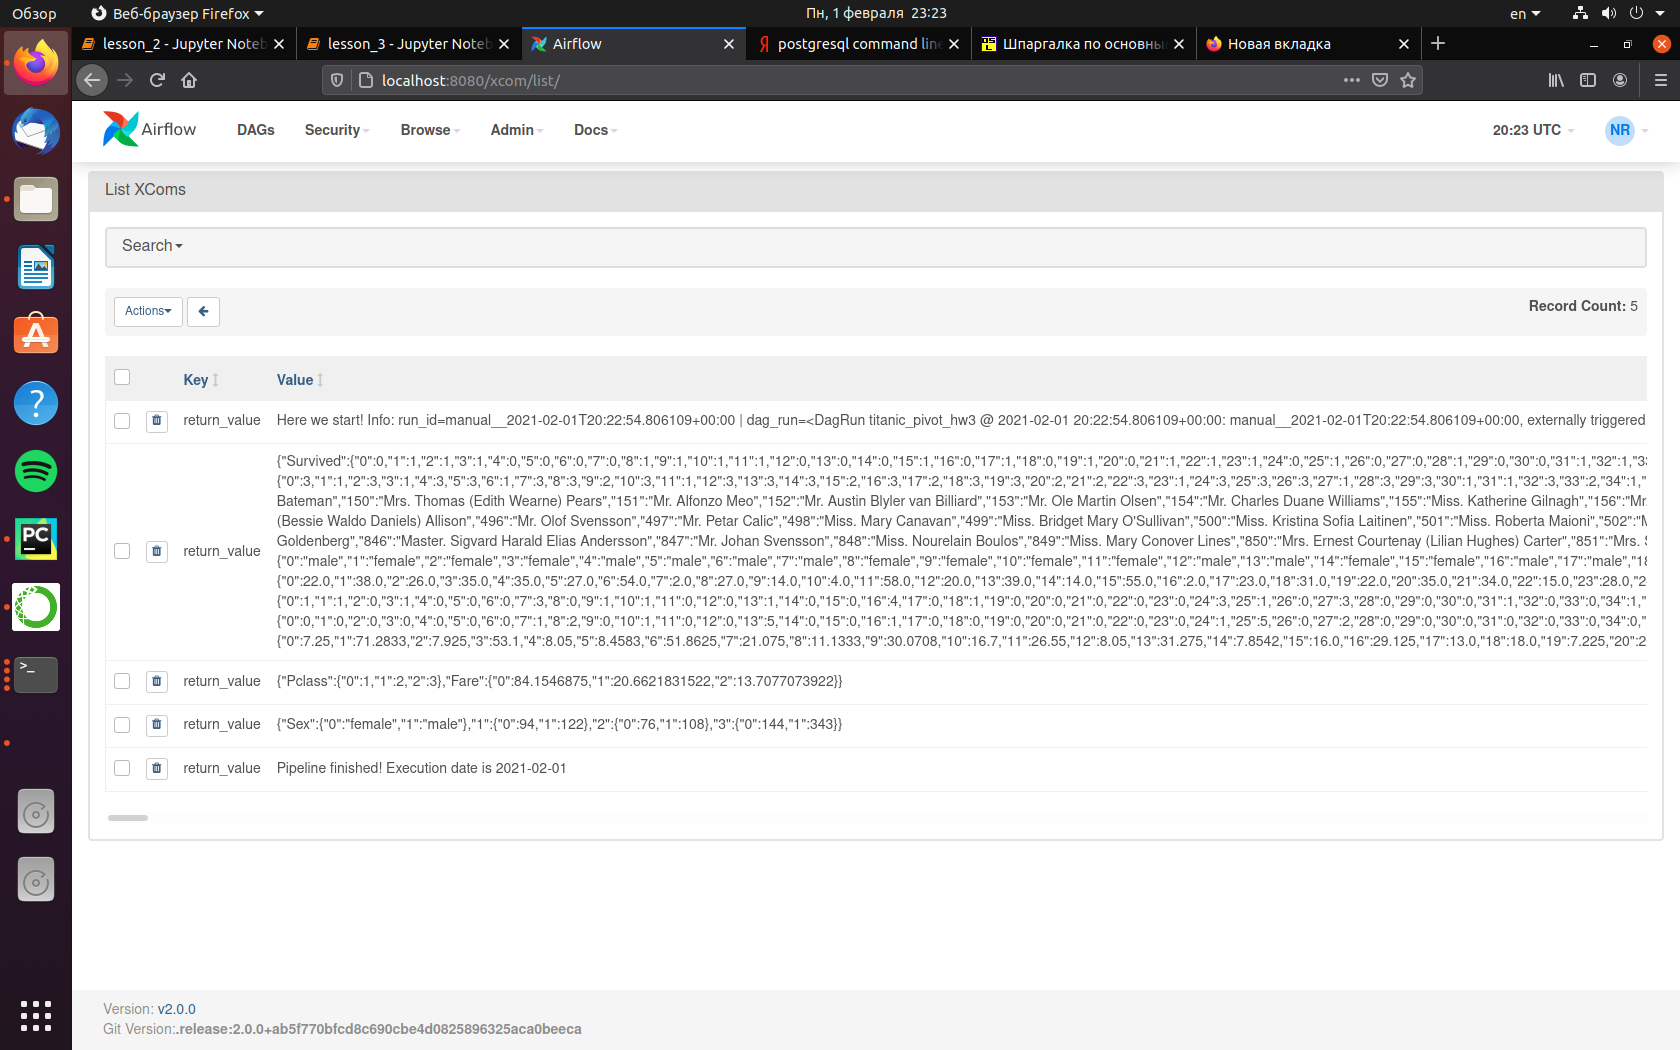 Обзор
Веб-браузер Firefox
Пн, 1 февраля 23:23
en
lesson_2 - Jupyter Noteb
lesson_3 - Jupyter Noteb
Airflow
postgresql command line
Шпаргалка по основны
Новая вкладка
localhost:8080/xcom/list/
Airflow
DAGs
Security
Browse
Admin
Docs
20:23 UTC
NR
List XComs
Search
Actions
Record Count: 5
Key
Value
return_value
Here we start! Info: run_id=manual__2021-02-01T20:22:54.806109+00:00 | dag_run=<DagRun titanic_pivot_hw3 @ 2021-02-01 20:22:54.806109+00:00: manual__2021-02-01T20:22:54.806109+00:00, externally triggered
return_value
{"Survived":{"0":0,"1":1,"2":1,"3":1,"4":0,"5":0,"6":0,"7":0,"8":1,"9":1,"10":1,"11":1,"12":0,"13":0,"14":0,"15":1,"16":0,"17":1,"18":0,"19":1,"20":0,"21":1,"22":1,"23":1,"24":0,"25":1,"26":0,"27":0,"28":1,"29":0,"30":0,"31":1,"32":1,"33
{"0":3,"1":1,"2":3,"3":1,"4":3,"5":3,"6":1,"7":3,"8":3,"9":2,"10":3,"11":1,"12":3,"13":3,"14":3,"15":2,"16":3,"17":2,"18":3,"19":3,"20":2,"21":2,"22":3,"23":1,"24":3,"25":3,"26":3,"27":1,"28":3,"29":3,"30":1,"31":1,"32":3,"33":2,"34":1,"
Bateman","150":"Mrs. Thomas (Edith Wearne) Pears","151":"Mr. Alfonzo Meo","152":"Mr. Austin Blyler van Billiard","153":"Mr. Ole Martin Olsen","154":"Mr. Charles Duane Williams","155":"Miss. Katherine Gilnagh","156":"Mr.
(Bessie Waldo Daniels) Allison","496":"Mr. Olof Svensson","497":"Mr. Petar Calic","498":"Miss. Mary Canavan","499":"Miss. Bridget Mary O'Sullivan","500":"Miss. Kristina Sofia Laitinen","501":"Miss. Roberta Maioni","502":"M
Goldenberg","846":"Master. Sigvard Harald Elias Andersson","847":"Mr. Johan Svensson","848":"Miss. Nourelain Boulos","849":"Miss. Mary Conover Lines","850":"Mrs. Ernest Courtenay (Lilian Hughes) Carter","851":"Mrs. S
{"0":"male","1":"female","2":"female","3":"female","4":"male","5":"male","6":"male","7":"male","8":"female","9":"female","10":"female","11":"female","12":"male","13":"male","14":"female","15":"female","16":"male","17":"male","18
{"0":22.0,"1":38.0,"2":26.0,"3":35.0,"4":35.0,"5":27.0,"6":54.0,"7":2.0,"8":27.0,"9":14.0,"10":4.0,"11":58.0,"12":20.0,"13":39.0,"14":14.0,"15":55.0,"16":2.0,"17":23.0,"18":31.0,"19":22.0,"20":35.0,"21":34.0,"22":15.0,"23":28.0,"2
{"0":1,"1":1,"2":0,"3":1,"4":0,"5":0,"6":0,"7":3,"8":0,"9":1,"10":1,"11":0,"12":0,"13":1,"14":0,"15":0,"16":4,"17":0,"18":1,"19":0,"20":0,"21":0,"22":0,"23":0,"24":3,"25":1,"26":0,"27":3,"28":0,"29":0,"30":0,"31":1,"32":0,"33":0,"34":1,"
{"0":0,"1":0,"2":0,"3":0,"4":0,"5":0,"6":0,"7":1,"8":2,"9":0,"10":1,"11":0,"12":0,"13":5,"14":0,"15":0,"16":1,"17":0,"18":0,"19":0,"20":0,"21":0,"22":0,"23":0,"24":1,"25":5,"26":0,"27":2,"28":0,"29":0,"30":0,"31":0,"32":0,"33":0,"34":0,"
{"0":7.25,"1":71.2833,"2":7.925,"3":53.1,"4":8.05,"5":8.4583,"6":51.8625,"7":21.075,"8":11.1333,"9":30.0708,"10":16.7,"11":26.55,"12":8.05,"13":31.275,"14":7.8542,"15":16.0,"16":29.125,"17":13.0,"18":18.0,"19":7.225,"20":2
return_value
{"Pclass":{"0":1,"1":2,"2":3},"Fare":{"0":84.1546875,"1":20.6621831522,"2":13.7077073922}}
return_value
{"Sex":{"0":"female","1":"male"},"1":{"0":94,"1":122},"2":{"0":76,"1":108},"3":{"0":144,"1":343}}
return_value
Pipeline finished! Execution date is 2021-02-01
Version: v2.0.0
Git Version:.release:2.0.0+ab5f770bfcd8c690cbe4d0825896325aca0beeca